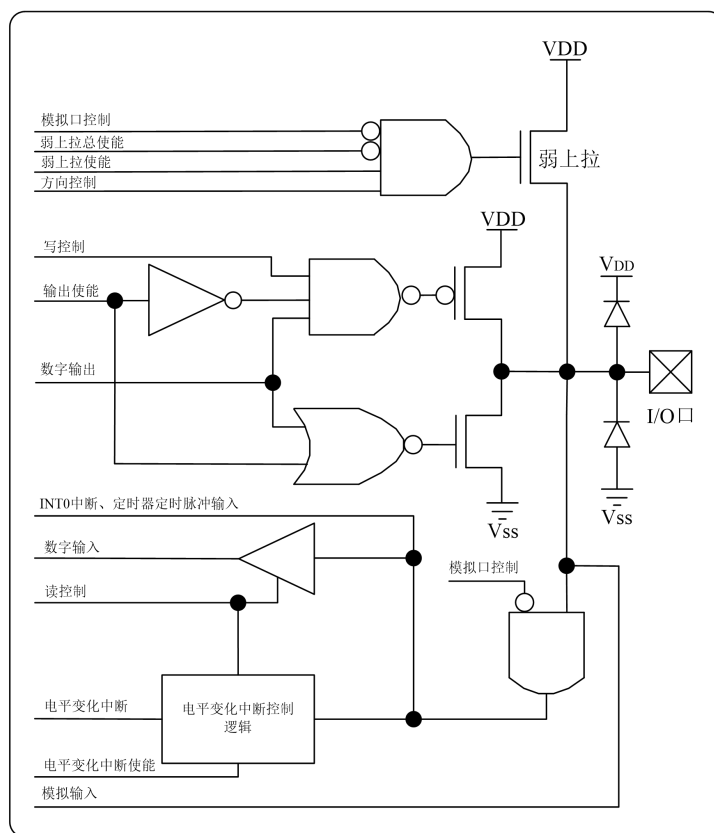 VDD
模拟口控制
弱上拉总使能
弱上拉使能
方向控制
弱上拉
VDD
写控制
输出使能
VDD
数字输出
I/O口
INT0中断、定时器定时脉冲输入
Vss
Vss
数字输入
模拟口控制
读控制
电平变化中断
电平变化中断控制
逻辑
电平变化中断使能
模拟输入